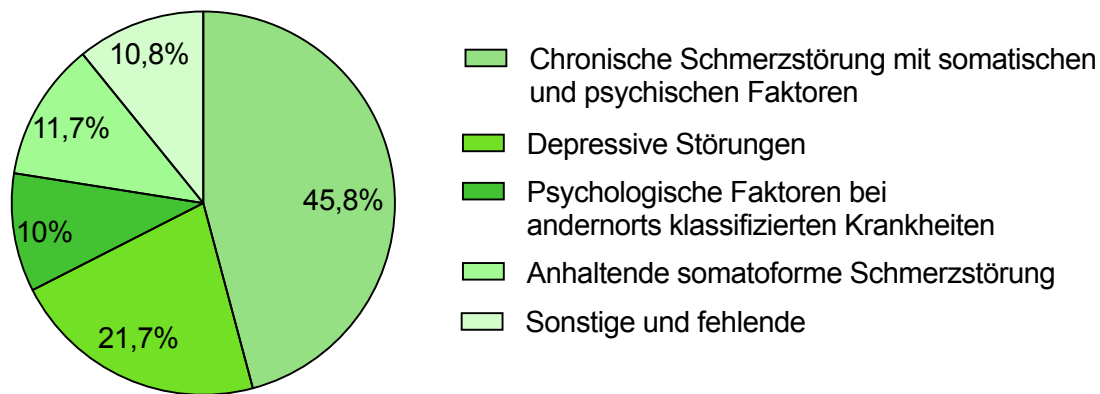 10,8%
11,7%
45,8%
10%
21,7%
Chronische Schmerzstörung mit somatischen
und psychischen Faktoren
Depressive Störungen
Psychologische Faktoren bei
andernorts klassifizierten Krankheiten
Anhaltende somatoforme Schmerzstörung
Sonstige und fehlende